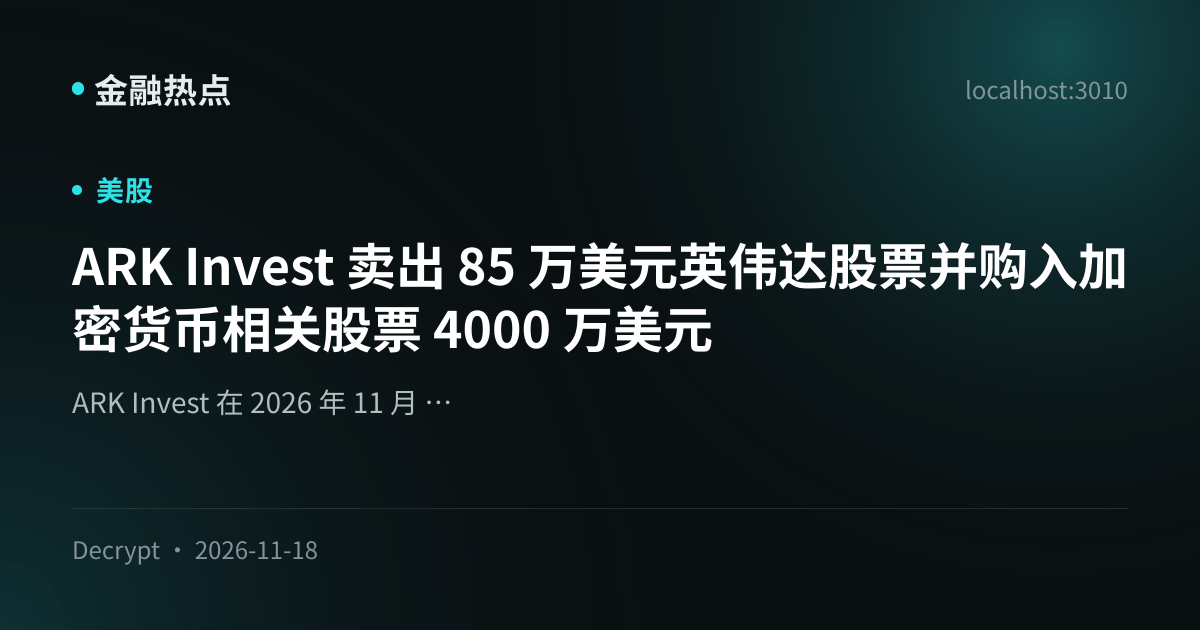 金融热点
localhost:3010
美股
ARK Invest 卖出 85 万美元英伟达股票并购入加
密货币相关股票 4000 万美元
ARK Invest 在 2026 年 11 月 …
Decrypt · 2026-11-18